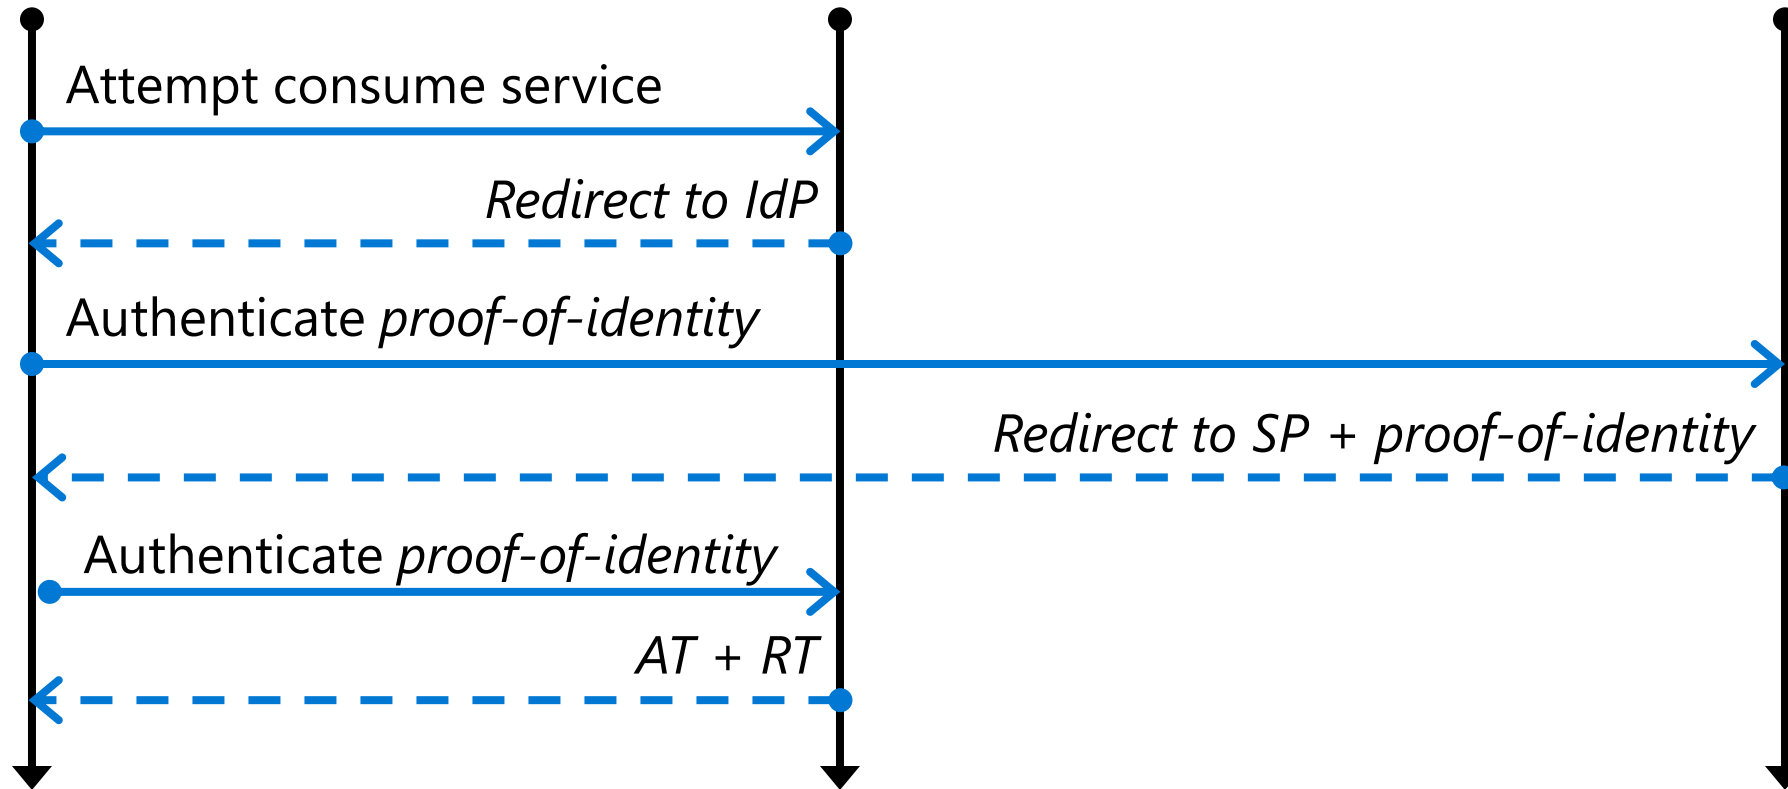 Attempt consume service
Redirect to IdP
Authenticate proof-of-identity
Redirect to SP + proof-of-identity
Authenticate proof-of-identity
AT + RT